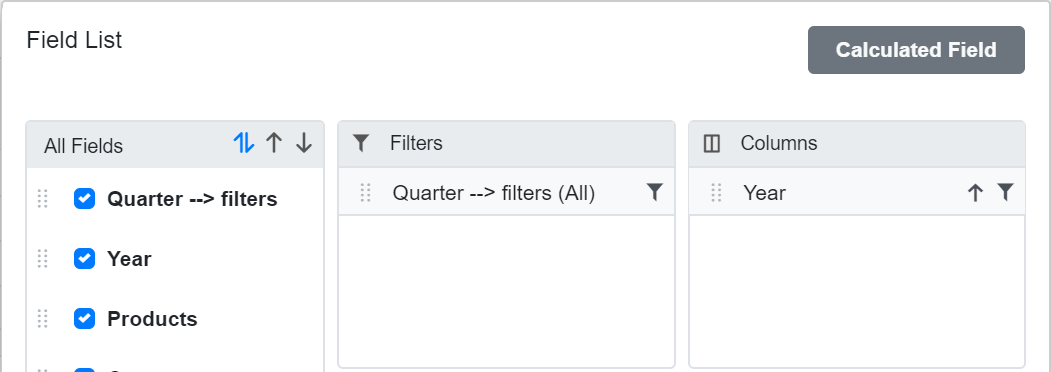 Field List
Calculated Field
All Fields
Quarter --> filters
Year
Products
Filters
Quarter --> filters (All)
Columns
Year